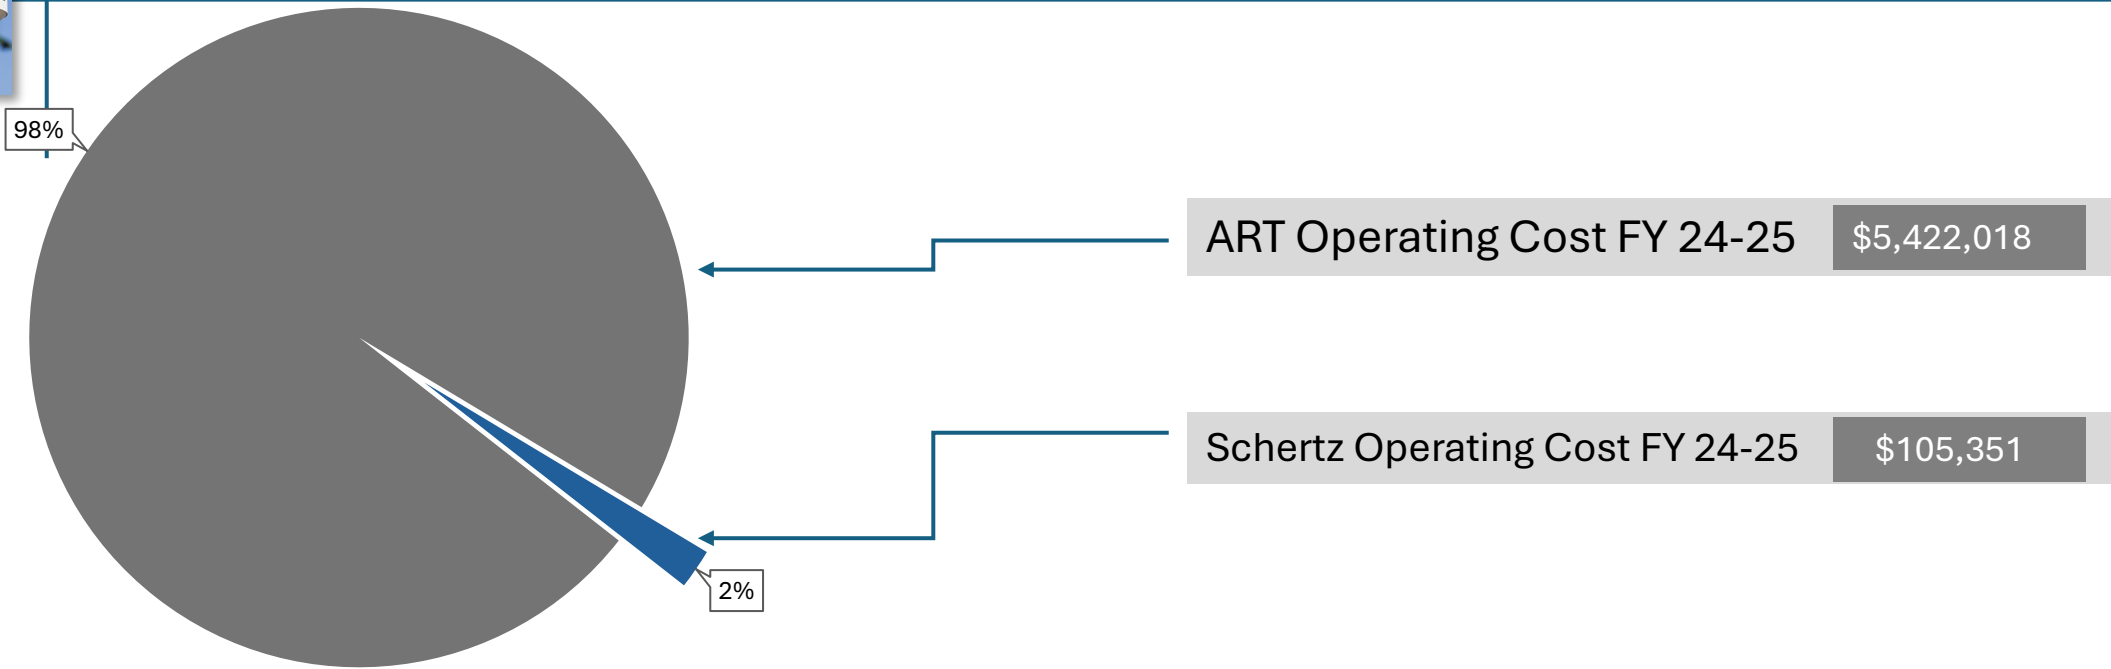 98%
ART Operating Cost FY 24-25 $5,422,018
Schertz Operating Cost FY 24-25 $105,351
2%